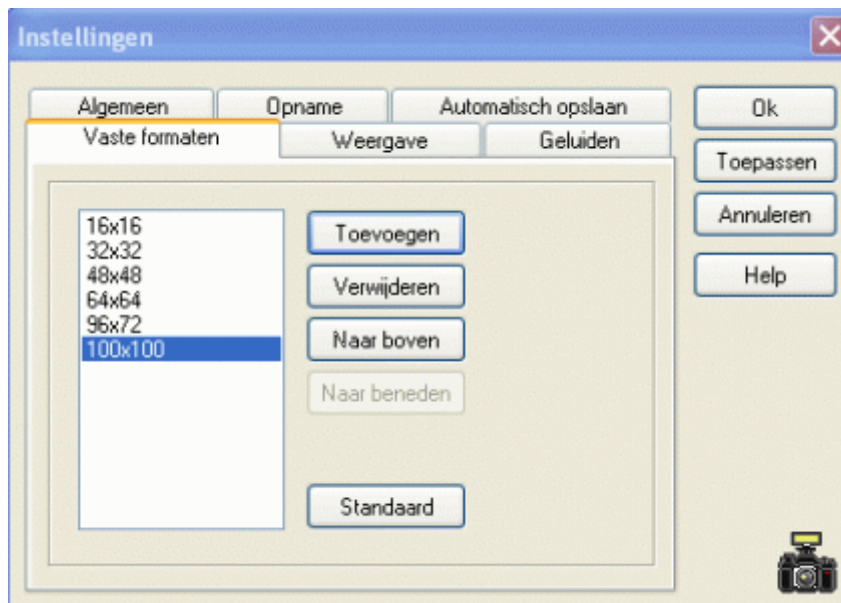 Instellingen
Algemeen Opname Automatisch opslaan
Vaste formaten Weergave Geluiden
16x16
32x32
48x48
64x64
96x72
100x100
Toevoegen
Verwijderen
Naar boven
Naar beneden
Standaard
Ok
Toepassen
Annuleren
Help